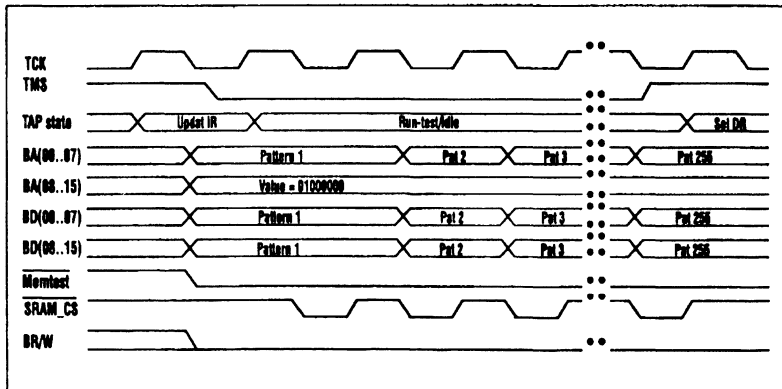 TCK
TMS
TAP state Updat IR Run-test/idle Sel DR
BA(00..07) Pattern 1 Pat 2 Pat 3 Pat 256
BA(08..15) Value = 01000000
BD(00..07) Pattern 1 Pat 2 Pat 3 Pat 256
BD(08..15) Pattern 1 Pat 2 Pat 3 Pat 256
Memtest
SRAM_CS
BR/W